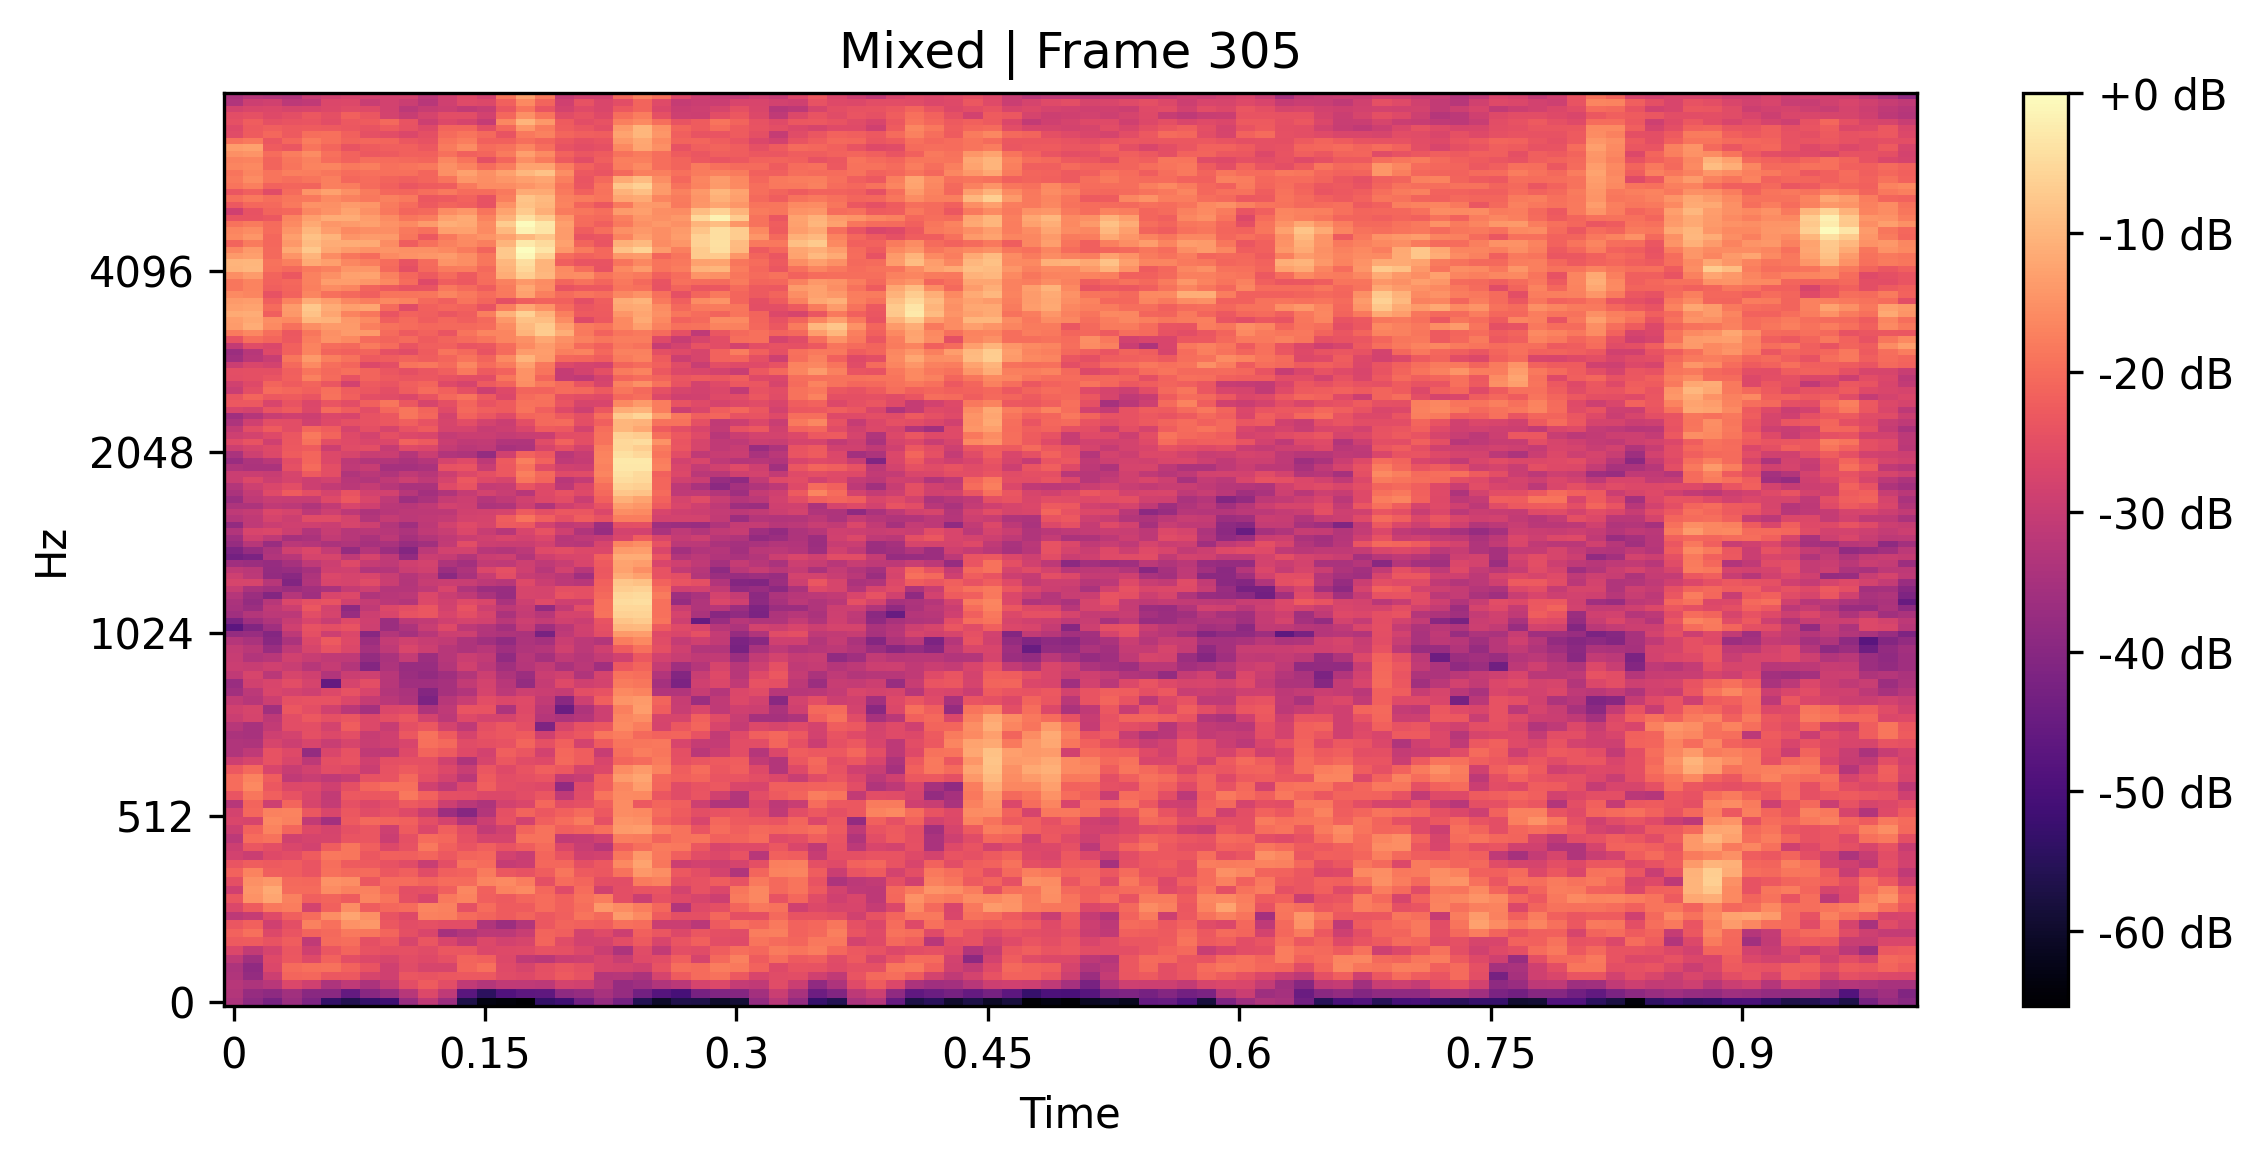 Mixed | Frame 305
+0 dB
-10 dB
-20 dB
-30 dB
-40 dB
-50 dB
-60 dB
Hz
4096
2048
1024
512
0
0 0.15 0.3 0.45 0.6 0.75 0.9
Time